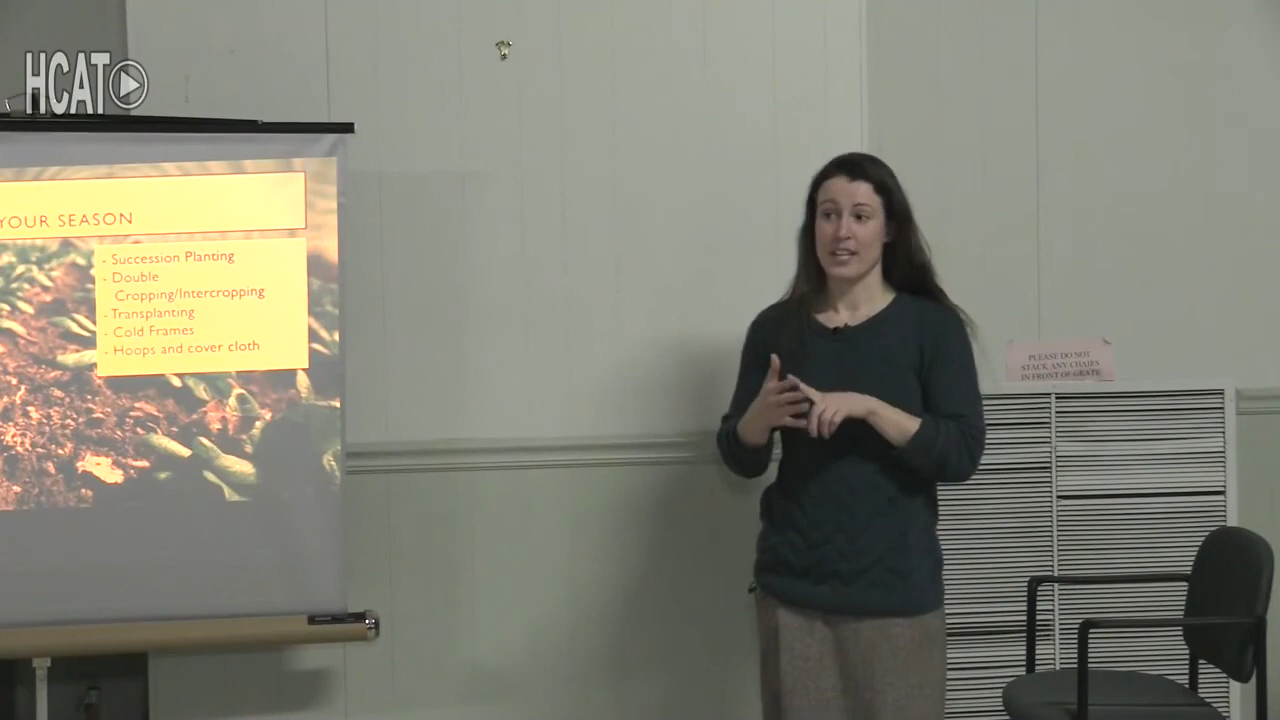 HCAT
YOUR SEASON
- Succession Planting
- Double
Cropping/Intercropping
- Transplanting
- Cold Frames
- Hoops and cover cloth
PLEASE DO NOT
STACK ANY CHAIRS
IN FRONT OF GRATE